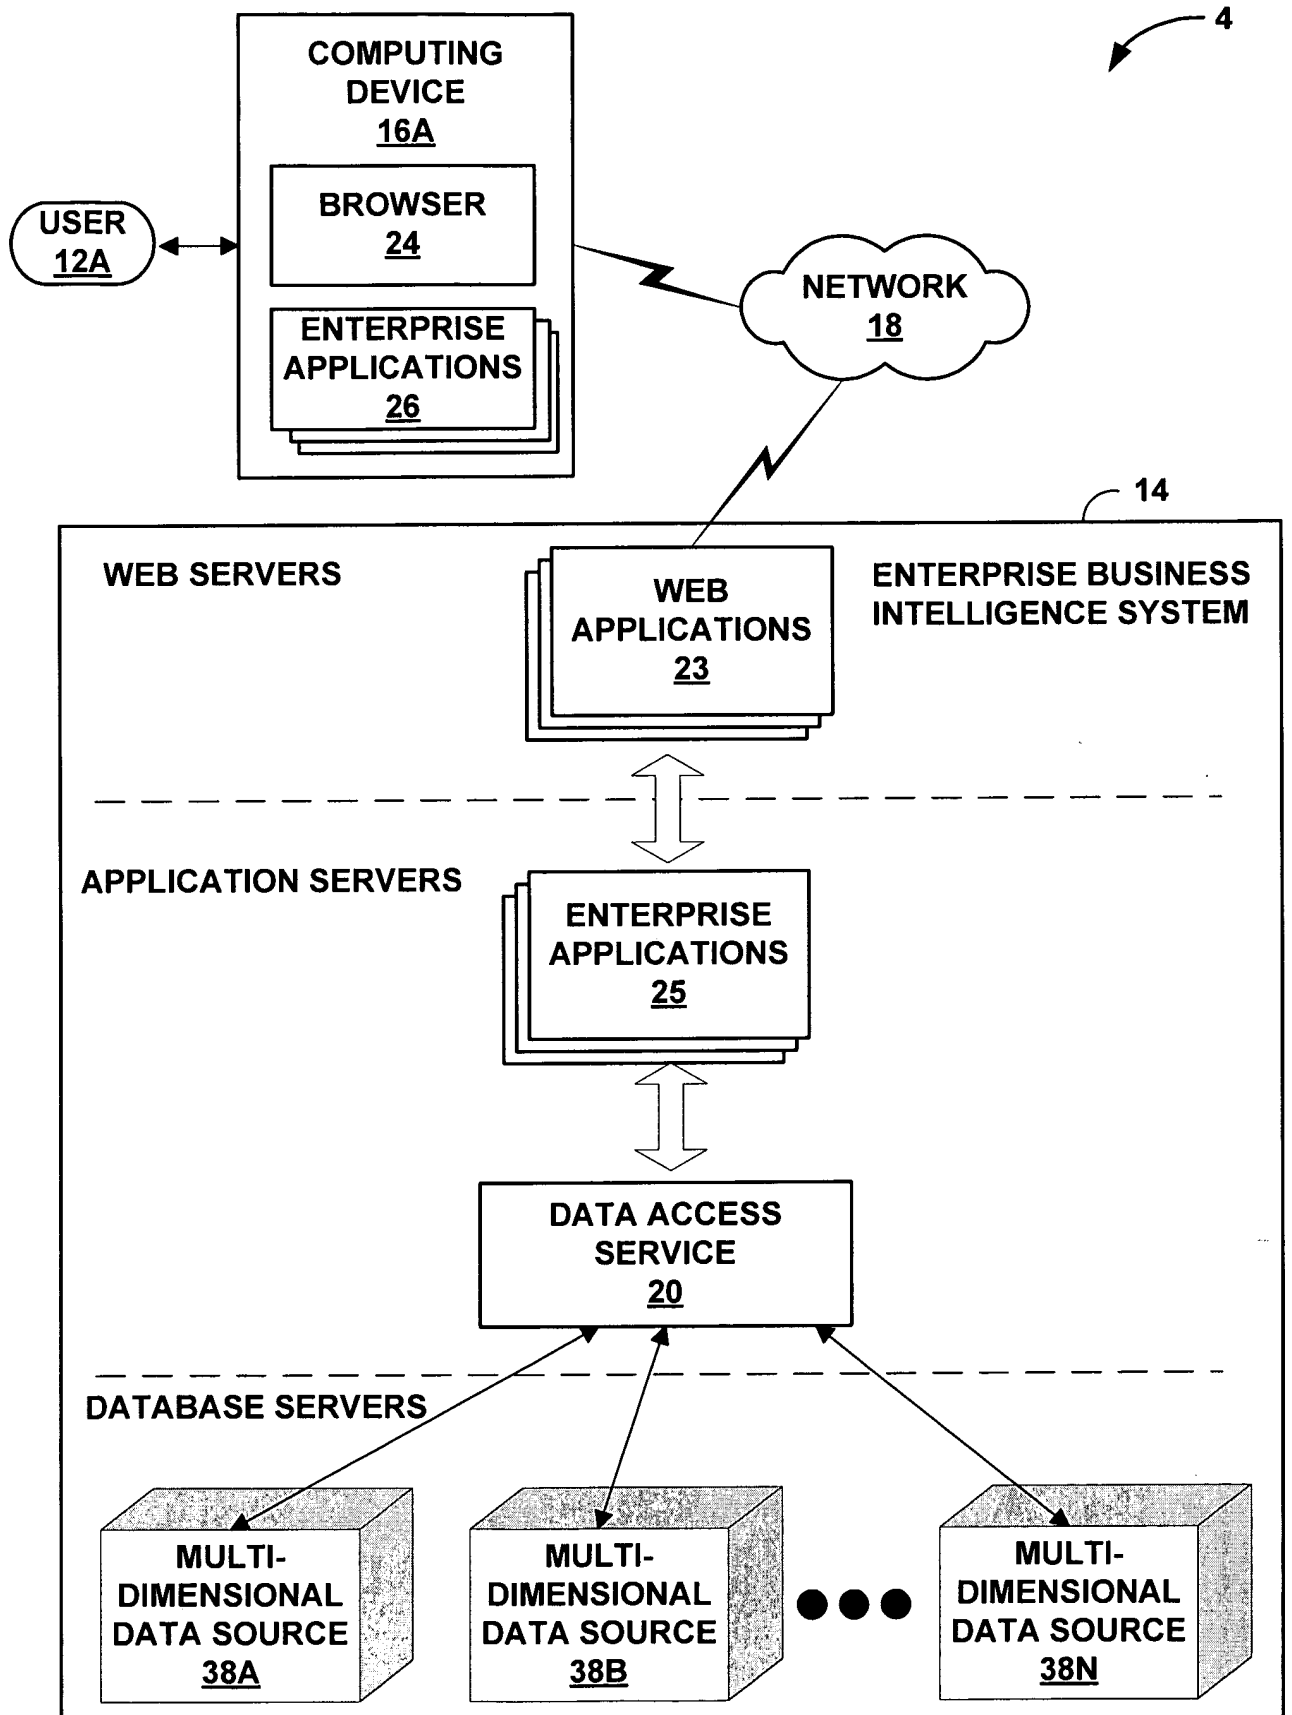 4
COMPUTING
DEVICE
16A
BROWSER
24
USER
12A
ENTERPRISE
APPLICATIONS
26
NETWORK
18
14
WEB SERVERS
ENTERPRISE BUSINESS
INTELLIGENCE SYSTEM
WEB
APPLICATIONS
23
APPLICATION SERVERS
ENTERPRISE
APPLICATIONS
25
DATA ACCESS
SERVICE
20
DATABASE SERVERS
MULTI-
DIMENSIONAL
DATA SOURCE
38A
MULTI-
DIMENSIONAL
DATA SOURCE
38B
MULTI-
DIMENSIONAL
DATA SOURCE
38N